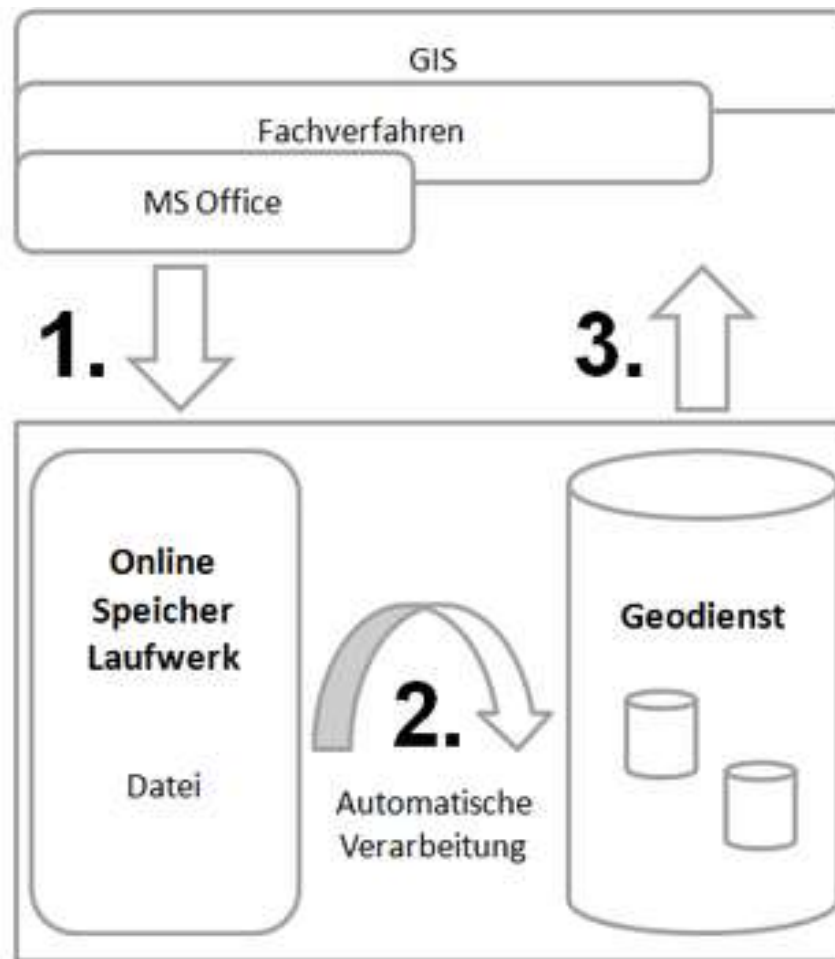 GIS
Fachverfahren
MS Office
1.
3.
Online
Speicher
Laufwerk
Datei
2.
Automatische
Verarbeitung
Geodienst